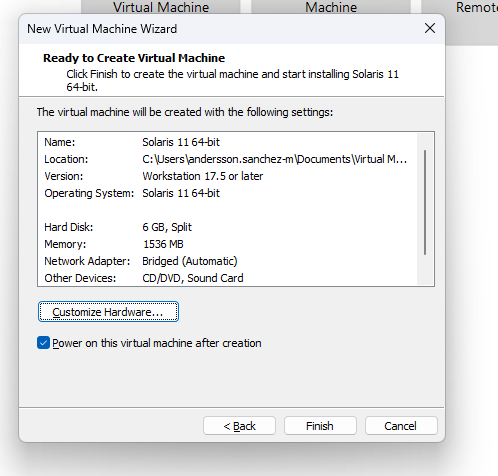 Virtual Machine
Machine
Remote
New Virtual Machine Wizard
Ready to Create Virtual Machine
Click Finish to create the virtual machine and start installing Solaris 11
64-bit.
The virtual machine will be created with the following settings:
Name: Solaris 11 64-bit
Location: C:\Users\andersson.sanchez-m\Documents\Virtual M...
Version: Workstation 17.5 or later
Operating System: Solaris 11 64-bit
Hard Disk: 6 GB, Split
Memory: 1536 MB
Network Adapter: Bridged (Automatic)
Other Devices: CD/DVD, Sound Card
Customize Hardware...
Power on this virtual machine after creation
< Back
Finish
Cancel